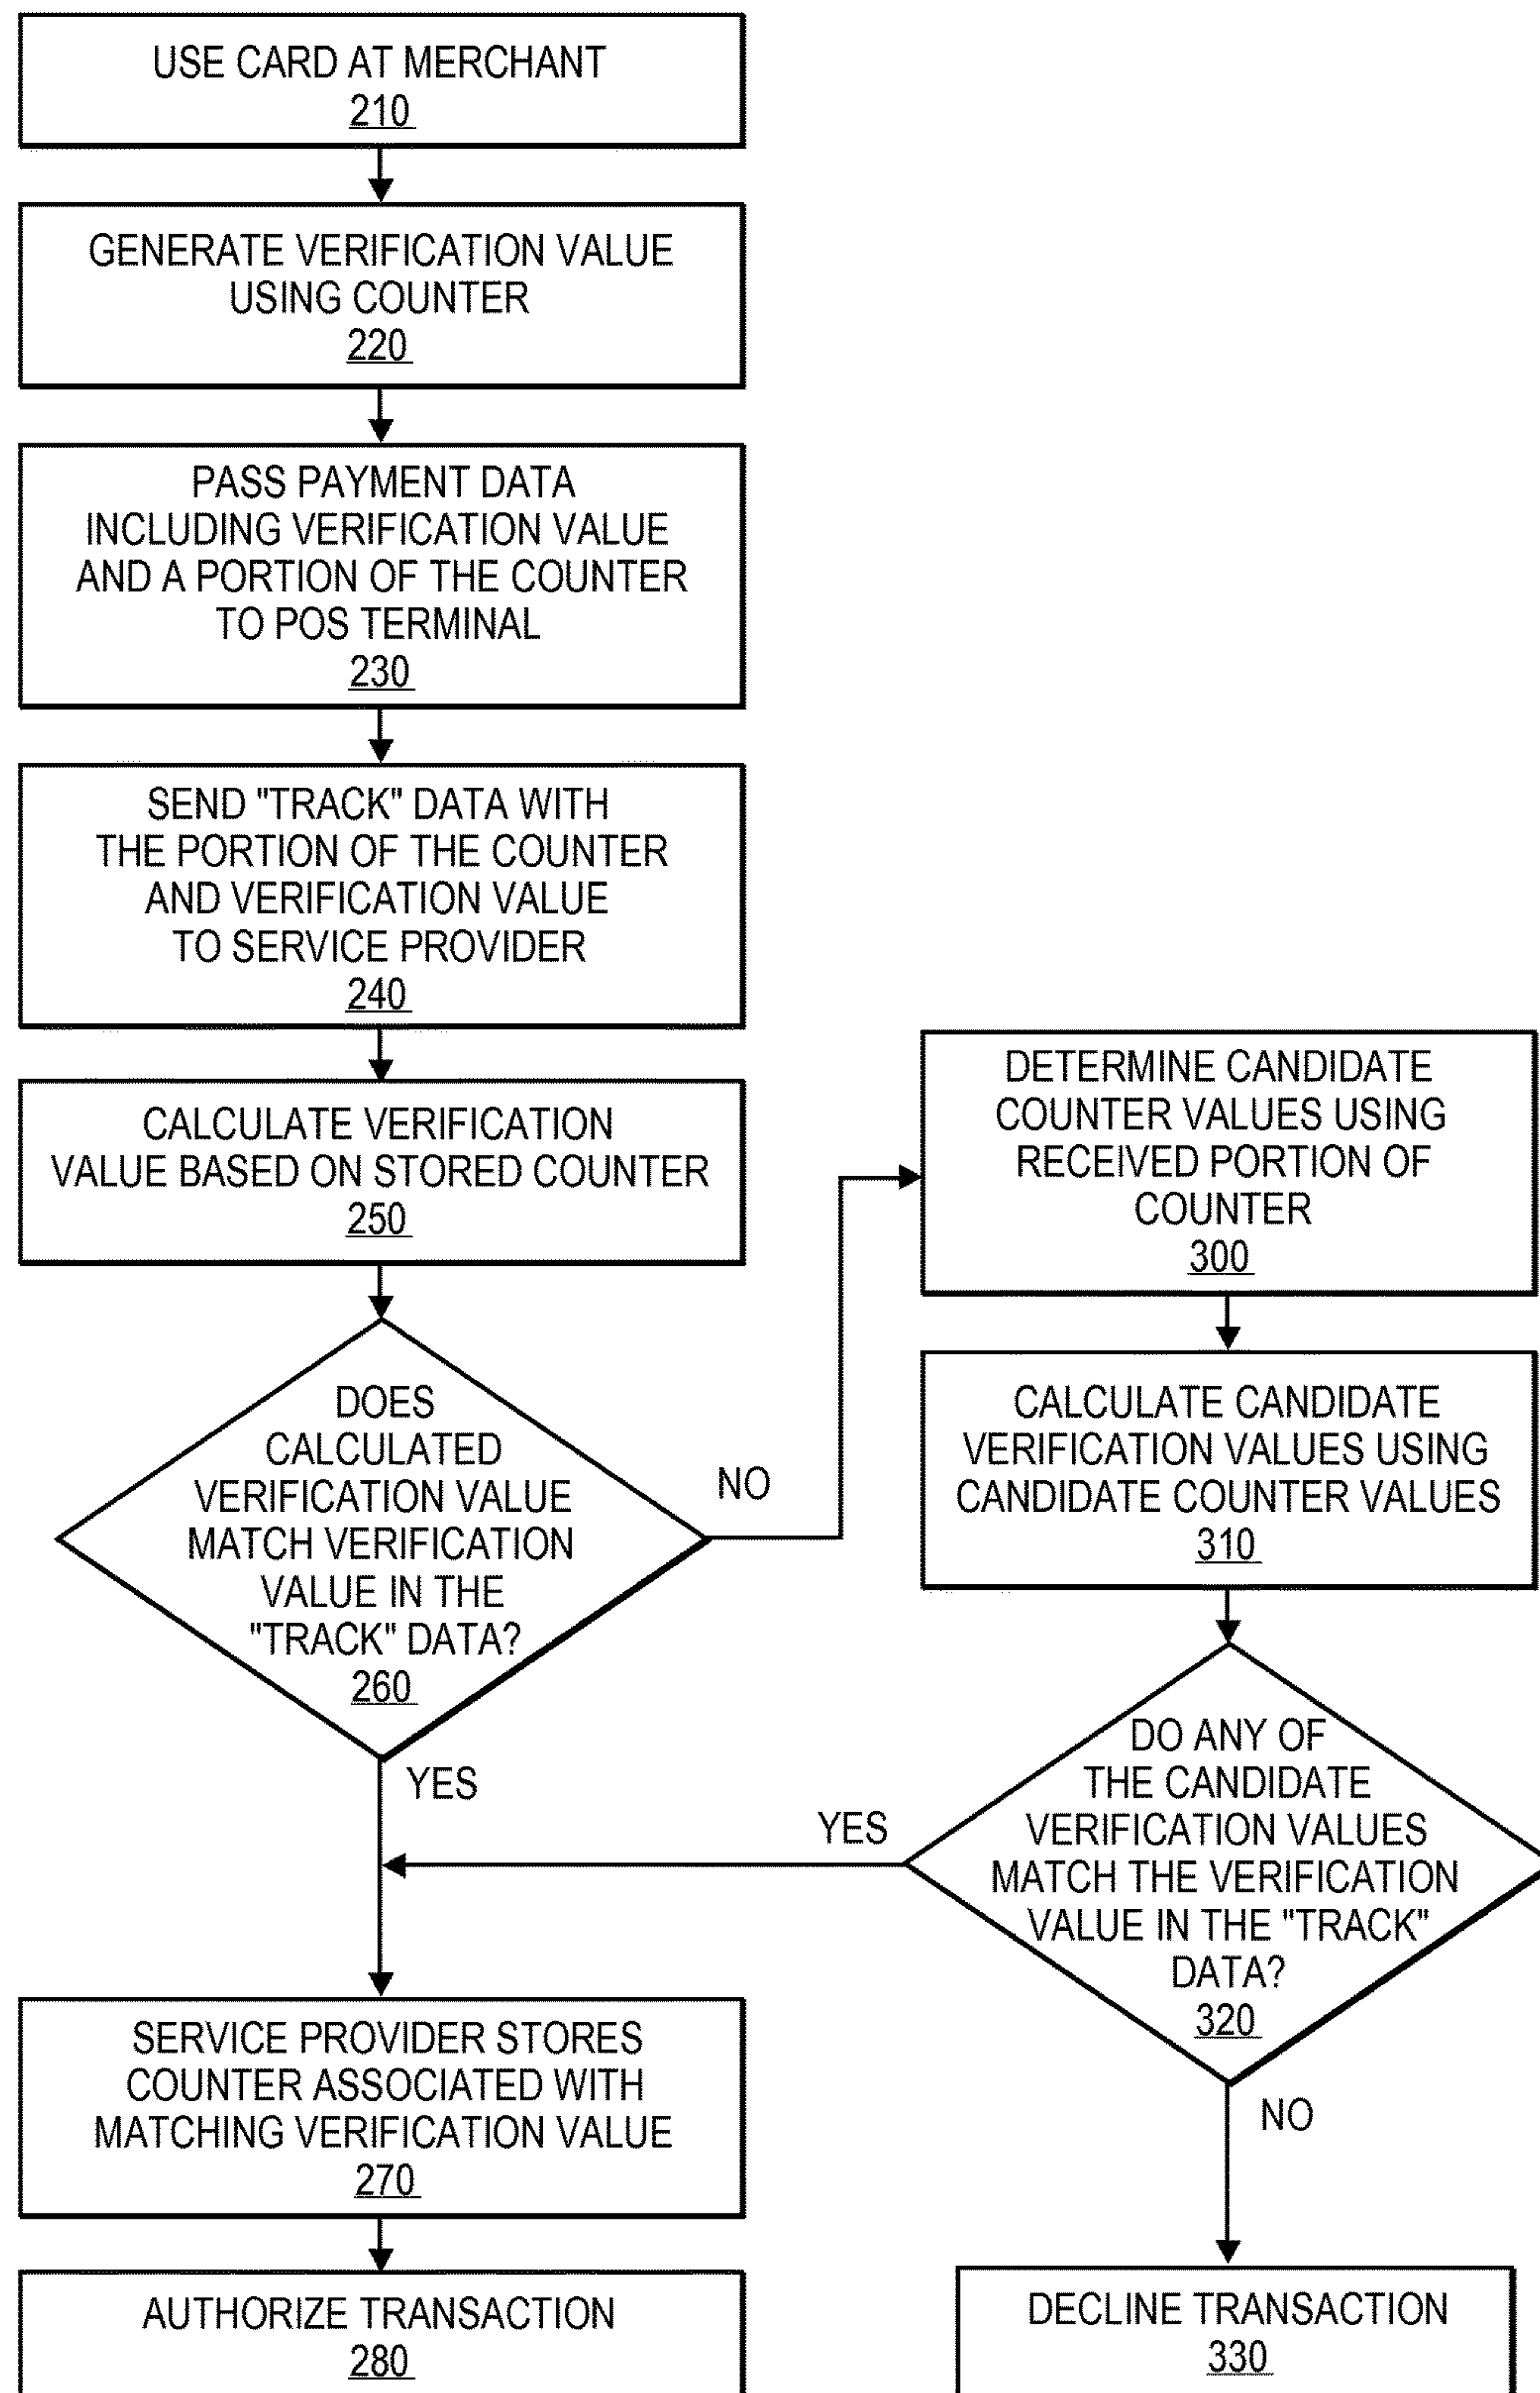 USE CARD AT MERCHANT
210
GENERATE VERIFICATION VALUE
USING COUNTER
220
PASS PAYMENT DATA
INCLUDING VERIFICATION VALUE
AND A PORTION OF THE COUNTER
TO POS TERMINAL
230
SEND "TRACK" DATA WITH
THE PORTION OF THE COUNTER
AND VERIFICATION VALUE
TO SERVICE PROVIDER
240
CALCULATE VERIFICATION
VALUE BASED ON STORED COUNTER
250
DOES
CALCULATED
VERIFICATION VALUE
MATCH VERIFICATION
VALUE IN THE
"TRACK" DATA?
260
NO
YES
DETERMINE CANDIDATE
COUNTER VALUES USING
RECEIVED PORTION OF
COUNTER
300
CALCULATE CANDIDATE
VERIFICATION VALUES USING
CANDIDATE COUNTER VALUES
310
DO ANY OF
THE CANDIDATE
VERIFICATION VALUES
MATCH THE VERIFICATION
VALUE IN THE "TRACK"
DATA?
320
YES
NO
SERVICE PROVIDER STORES
COUNTER ASSOCIATED WITH
MATCHING VERIFICATION VALUE
270
AUTHORIZE TRANSACTION
280
DECLINE TRANSACTION
330